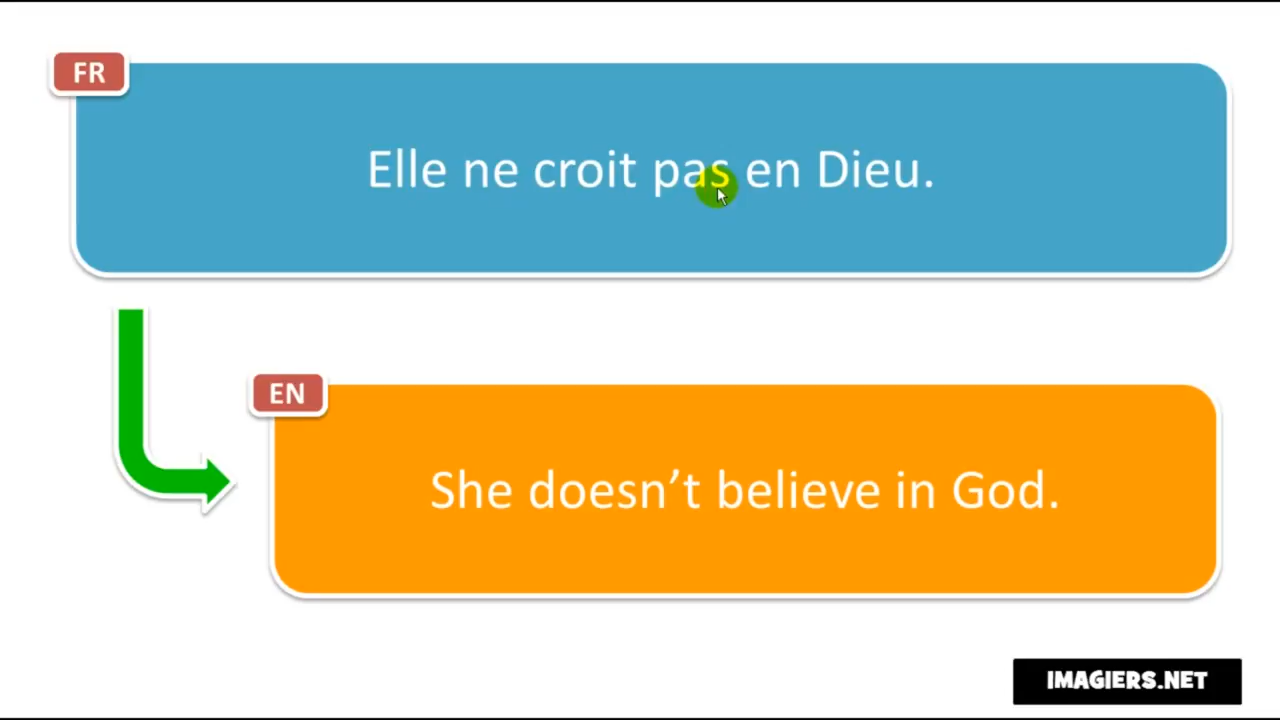 FR
Elle ne croit pas en Dieu.
EN
She doesn’t believe in God.
IMAGIERS.NET